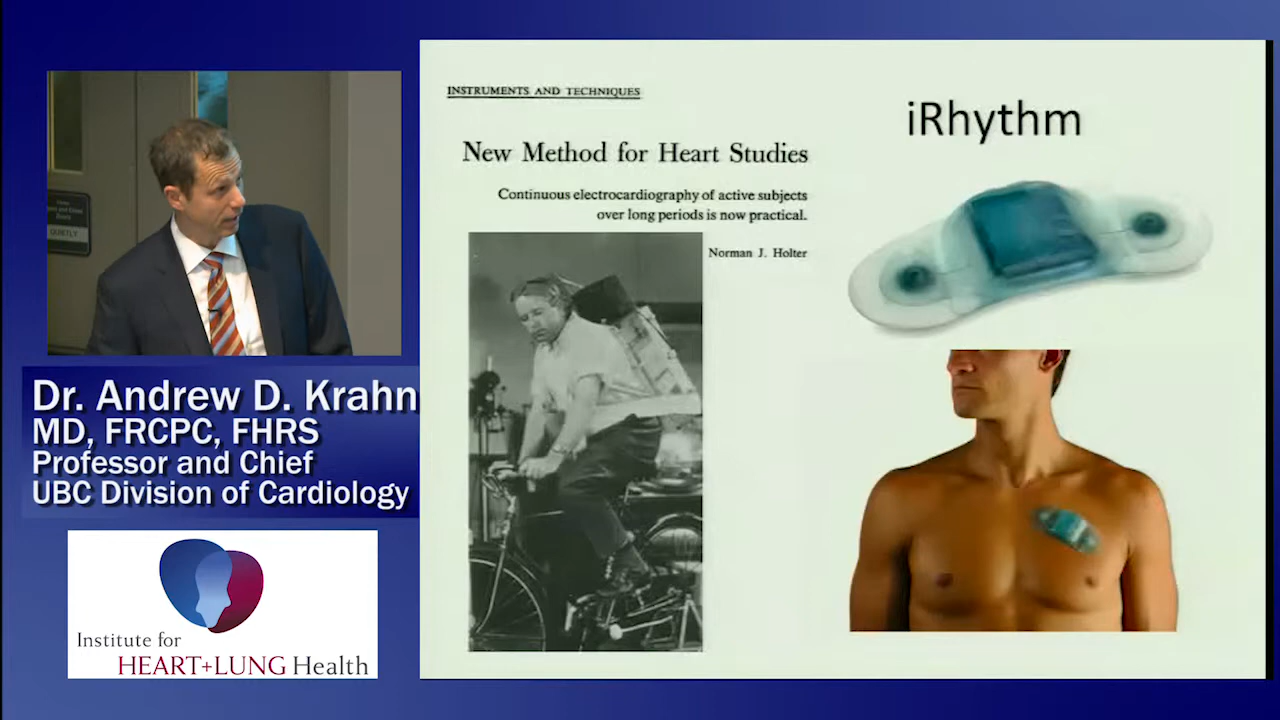 INSTRUMENTS AND TECHNIQUES
New Method for Heart Studies
Continuous electrocardiography of active subjects
over long periods is now practical.
Norman J. Holter
iRhythm
QUIETLY
Dr. Andrew D. Krahn
MD, FRCPC, FHRS
Professor and Chief
UBC Division of Cardiology
Institute for
HEART+LUNG Health